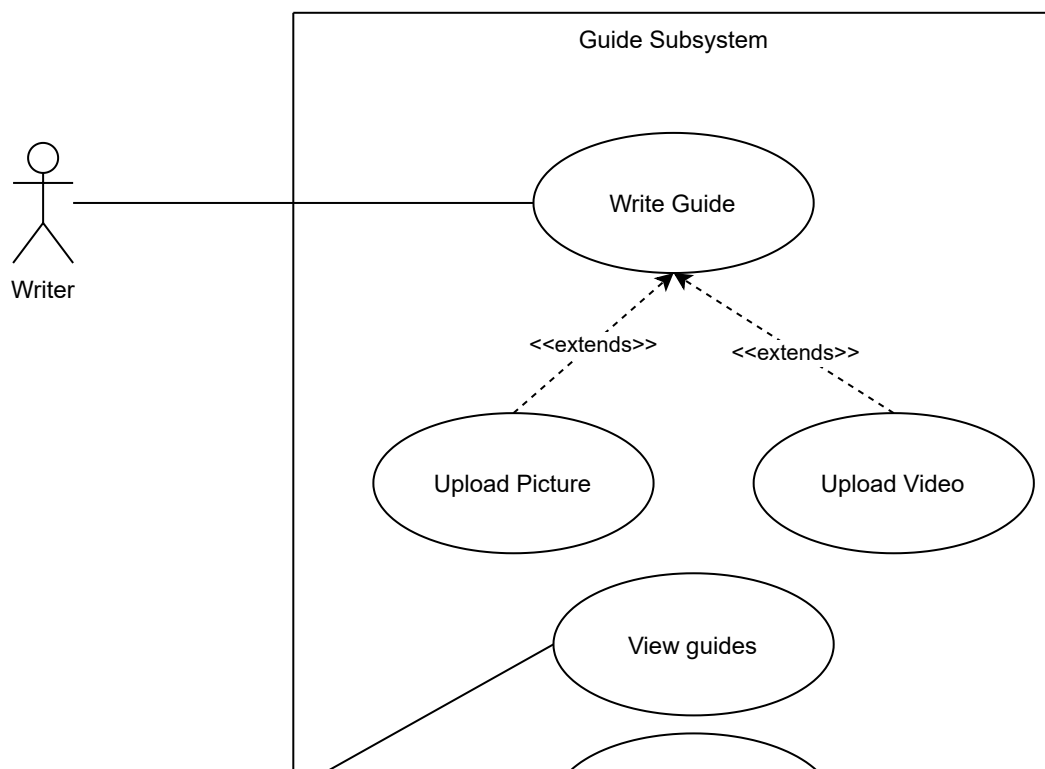 Guide Subsystem
Write Guide
Writer
<<extends>>
<<extends>>
Upload Picture
Upload Video
View guides